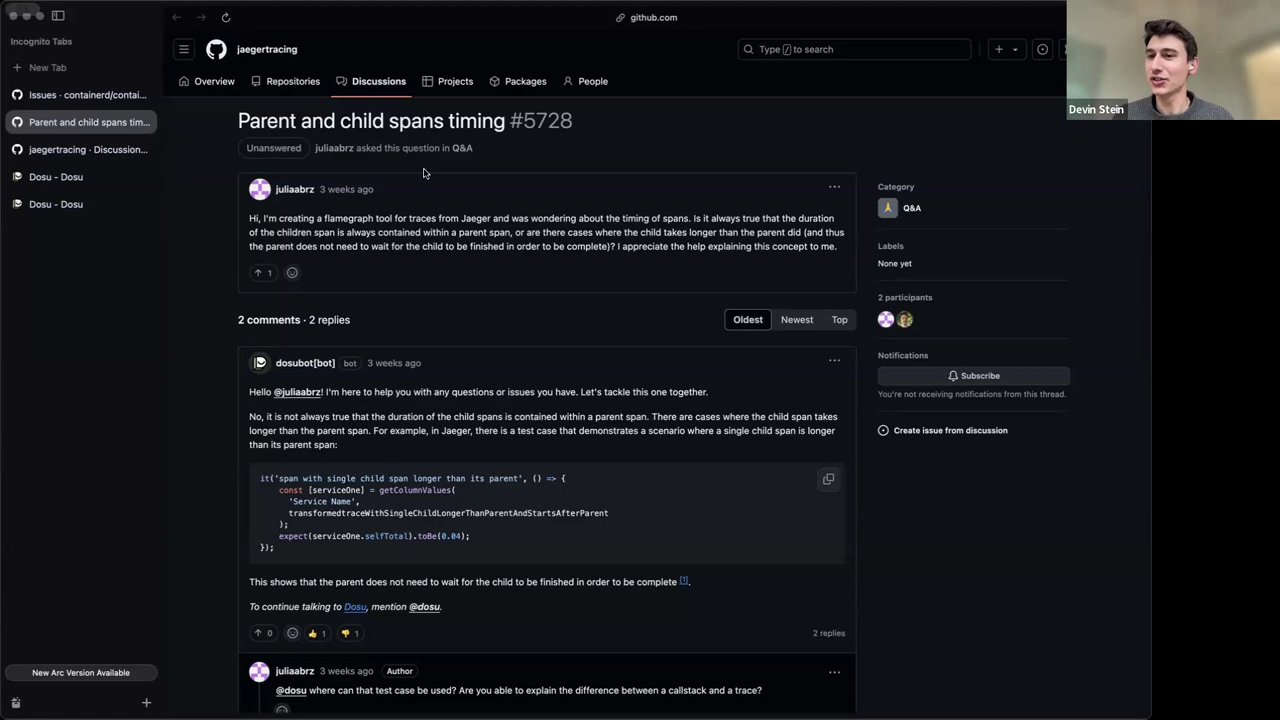 github.com
Incognito Tabs
New Tab
Issues · containerd/contai...
Parent and child spans tim...
jaegertracing · Discussion...
Dosu - Dosu
Dosu - Dosu
jaegertracing
Type / to search
Overview
Repositories
Discussions
Projects
Packages
People
Devin Stein
Parent and child spans timing #5728
Unanswered
juliaabrz asked this question in Q&A
juliaabrz 3 weeks ago
Hi, I'm creating a flamegraph tool for traces from Jaeger and was wondering about the timing of spans. Is it always true that the duration
of the children span is always contained within a parent span, or are there cases where the child takes longer than the parent did (and thus
the parent does not need to wait for the child to be finished in order to be complete)? I appreciate the help explaining this concept to me.
1
Category
Q&A
Labels
None yet
2 participants
Notifications
Subscribe
You're not receiving notifications from this thread.
Create issue from discussion
2 comments · 2 replies
Oldest
Newest
Top
dosubot[bot] bot 3 weeks ago
Hello @juliaabrz! I'm here to help you with any questions or issues you have. Let's tackle this one together.
No, it is not always true that the duration of the child spans is contained within a parent span. There are cases where the child span takes
longer than the parent span. For example, in Jaeger, there is a test case that demonstrates a scenario where a single child span is longer
than its parent span:
it('span with single child span longer than its parent', () => {
const [serviceOne] = getColumnValues(
'Service Name',
transformedtraceWithSingleChildLongerThanParentAndStartsAfterParent
);
expect(serviceOne.selfTotal).toBe(0.04);
});
This shows that the parent does not need to wait for the child to be finished in order to be complete [1].
To continue talking to Dosu, mention @dosu.
0
1
1
2 replies
juliaabrz 3 weeks ago Author
@dosu where can that test case be used? Are you able to explain the difference between a callstack and a trace?
New Arc Version Available